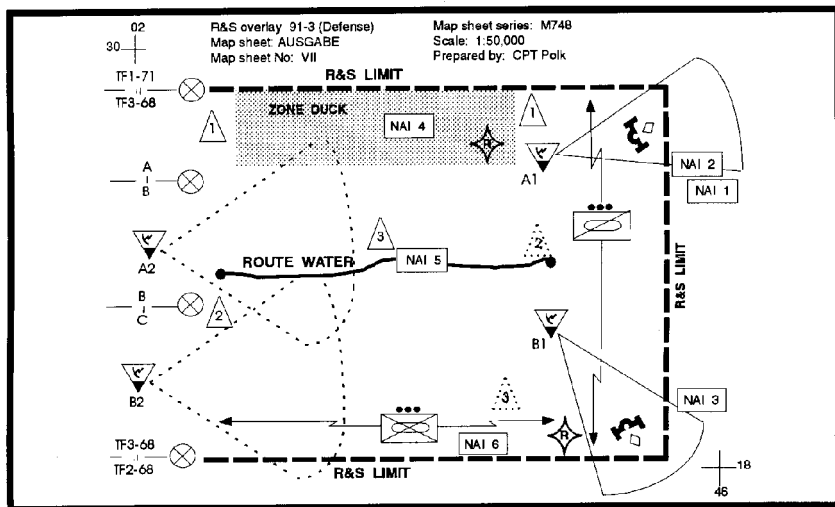 02
30
R&S overlay 91-3 (Defense)
Map sheet: AUSGABE
Map sheet No: VII
Map sheet series: M748
Scale: 1:50,000
Prepared by: CPT Polk
R&S LIMIT
TF1-71
TF3-68
ZONE DUCK
1
NAI 4
R
1
A1
NAI 2
NAI 1
A
B
A2
3
2
ROUTE WATER
NAI 5
R&S LIMIT
B
C
2
B1
B2
3
NAI 3
R
NAI 6
TF3-68
TF2-68
R&S LIMIT
18
46